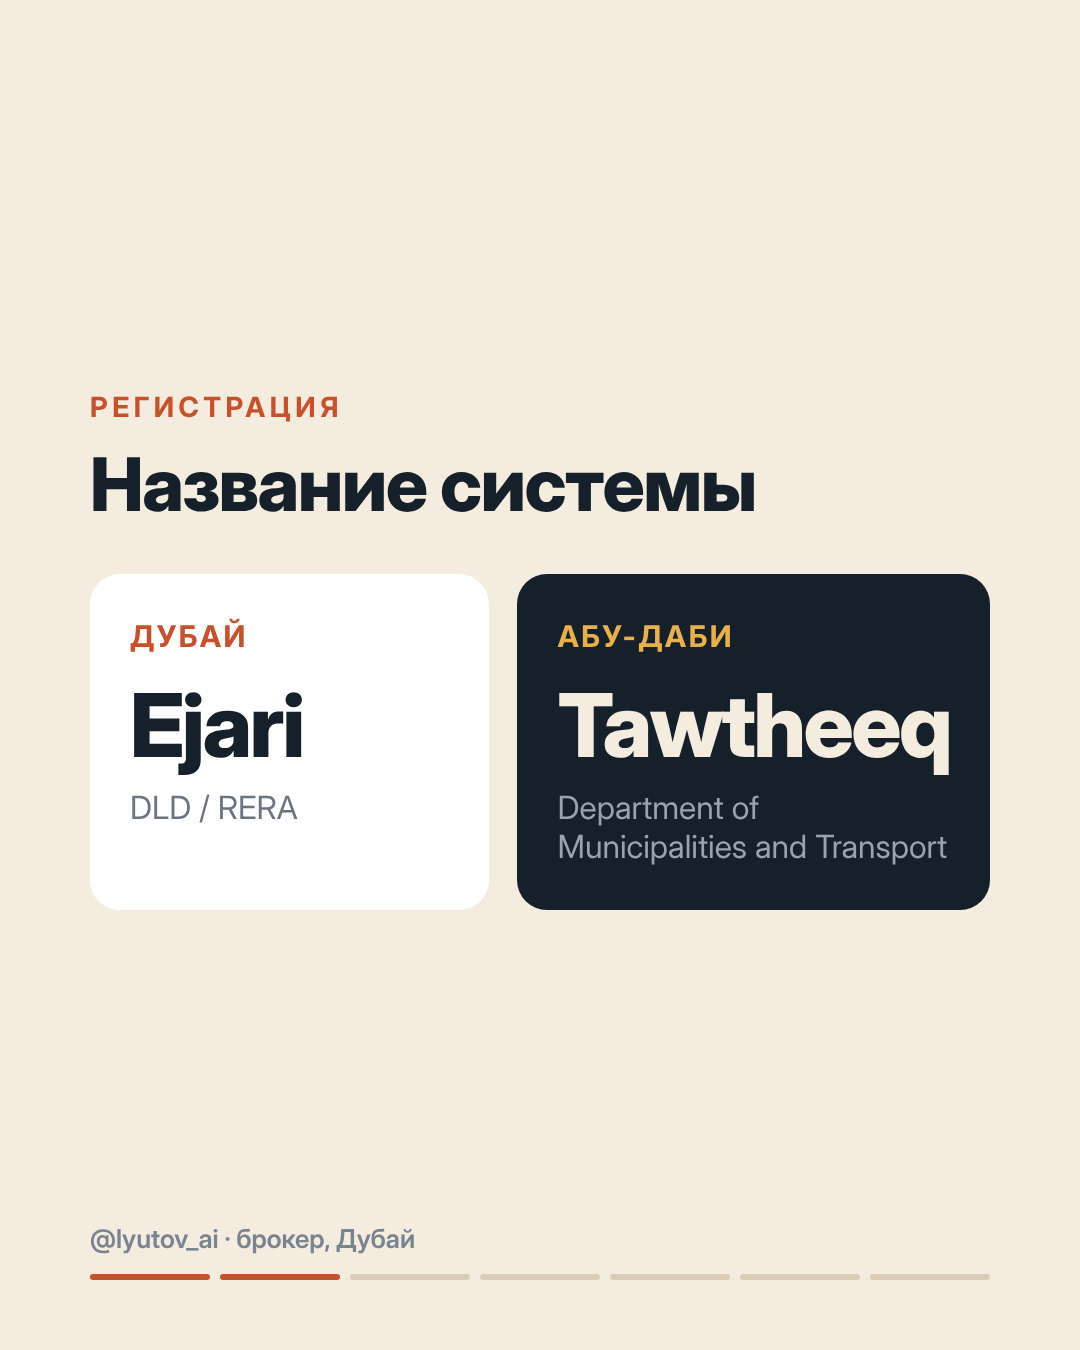 РЕГИСТРАЦИЯ
Название системы
ДУБАЙ
Ejari
DLD / RERA
АБУ-ДАБИ
Tawtheeq
Department of
Municipalities and Transport
@lyutov_ai · брокер, Дубай